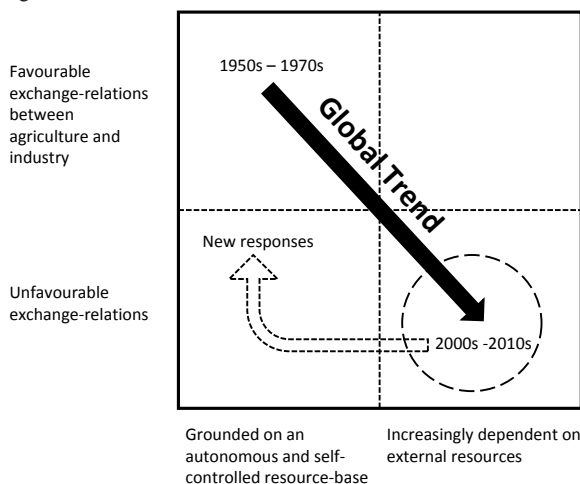 Favourable
exchange-relations
between
agriculture and
industry
1950s – 1970s
Global Trend
New responses
Unfavourable
exchange-relations
2000s -2010s
Grounded on an
autonomous and self-
controlled resource-base
Increasingly dependent on
external resources